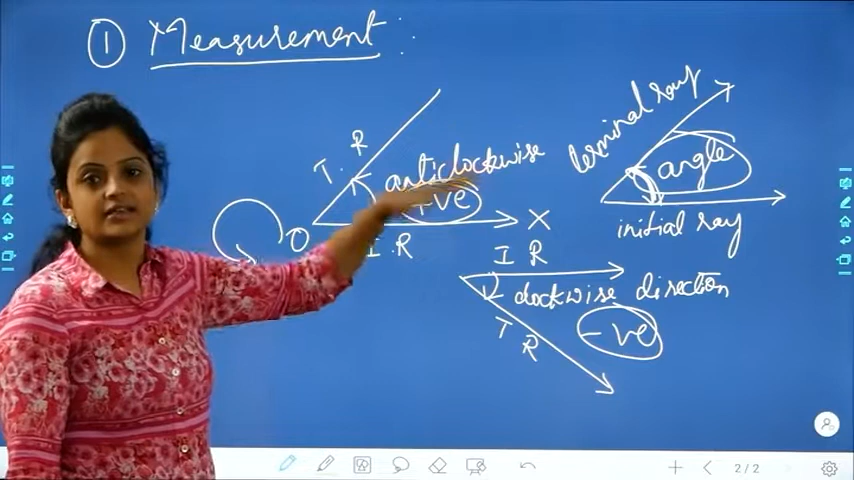 ① Measurement :
T. R
anticlockwise
+ve
O
X
I.R
terminal ray
angle
initial ray
I R
clockwise direction
T R
-ve
2/2